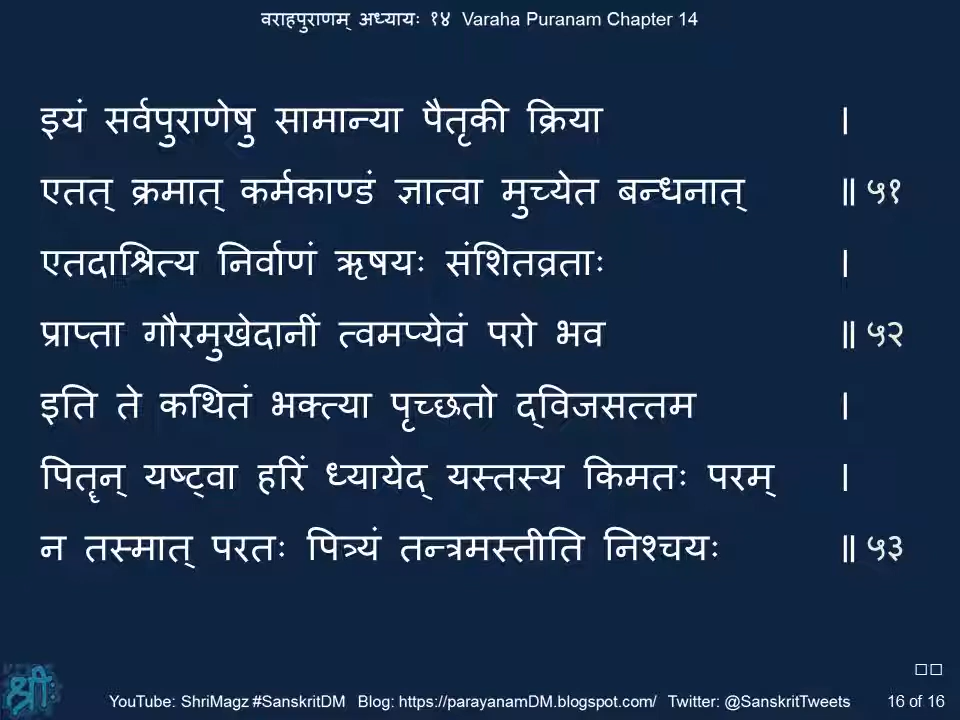 वराहपुराणम् अध्यायः १४ Varaha Puranam Chapter 14
इयं सर्वपुराणेषु सामान्या पैतृकी क्रिया ।
एतत् क्रमात् कर्मकाण्डं ज्ञात्वा मुच्येत बन्धनात् ॥ ५१
एतदाश्रित्य निर्वाणं ऋषयः संशितव्रताः ।
प्राप्ता गौरमुखेदानीं त्वमप्येवं परो भव ॥ ५२
इति ते कथितं भक्त्या पृच्छतो द्विजसत्तम ।
पितॄन् यष्ट्वा हरिं ध्यायेद् यस्तस्य किमतः परम् ।
न तस्मात् परतः पित्र्यं तन्त्रमस्तीति निश्चयः ॥ ५३
श्रीः
YouTube: ShriMagz #SanskritDM Blog: https://parayanamDM.blogspot.com/ Twitter: @SanskritTweets 16 of 16